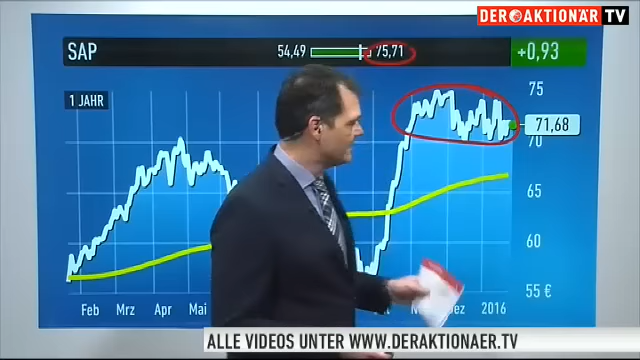 DER AKTIONÄR TV
SAP 54,49 75,71 +0,93
1 JAHR
75
71,68
70
65
60
55 €
Feb Mrz Apr Mai 2016
ALLE VIDEOS UNTER WWW.DERAKTIONAER.TV